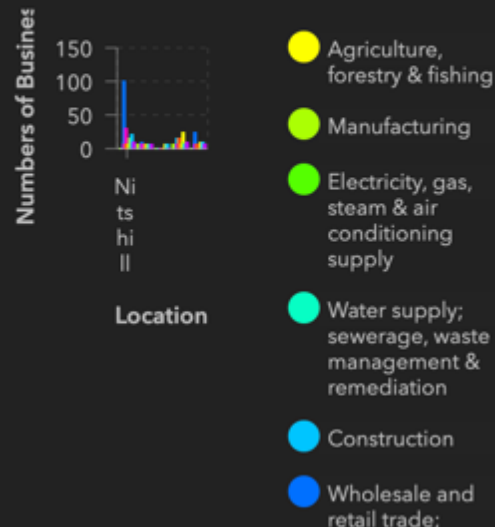 Numbers of Busines
150
100
50
0
Ni
ts
hi
ll
Location
Agriculture,
forestry & fishing
Manufacturing
Electricity, gas,
steam & air
conditioning
supply
Water supply;
sewerage, waste
management &
remediation
Construction
Wholesale and
retail trade;